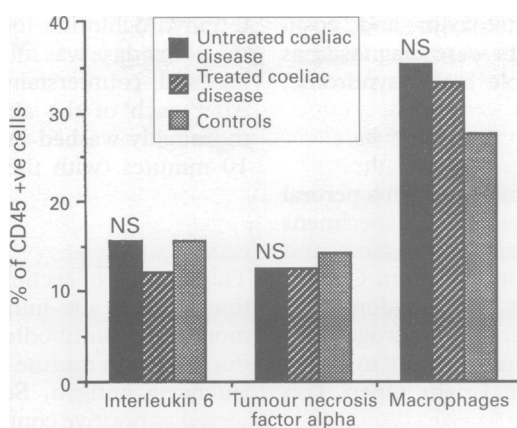 % of CD45 +ve cells
40
30
20
10
0
Untreated coeliac
disease
Treated coeliac
disease
Controls
NS
NS
NS
Interleukin 6
Tumour necrosis
factor alpha
Macrophages